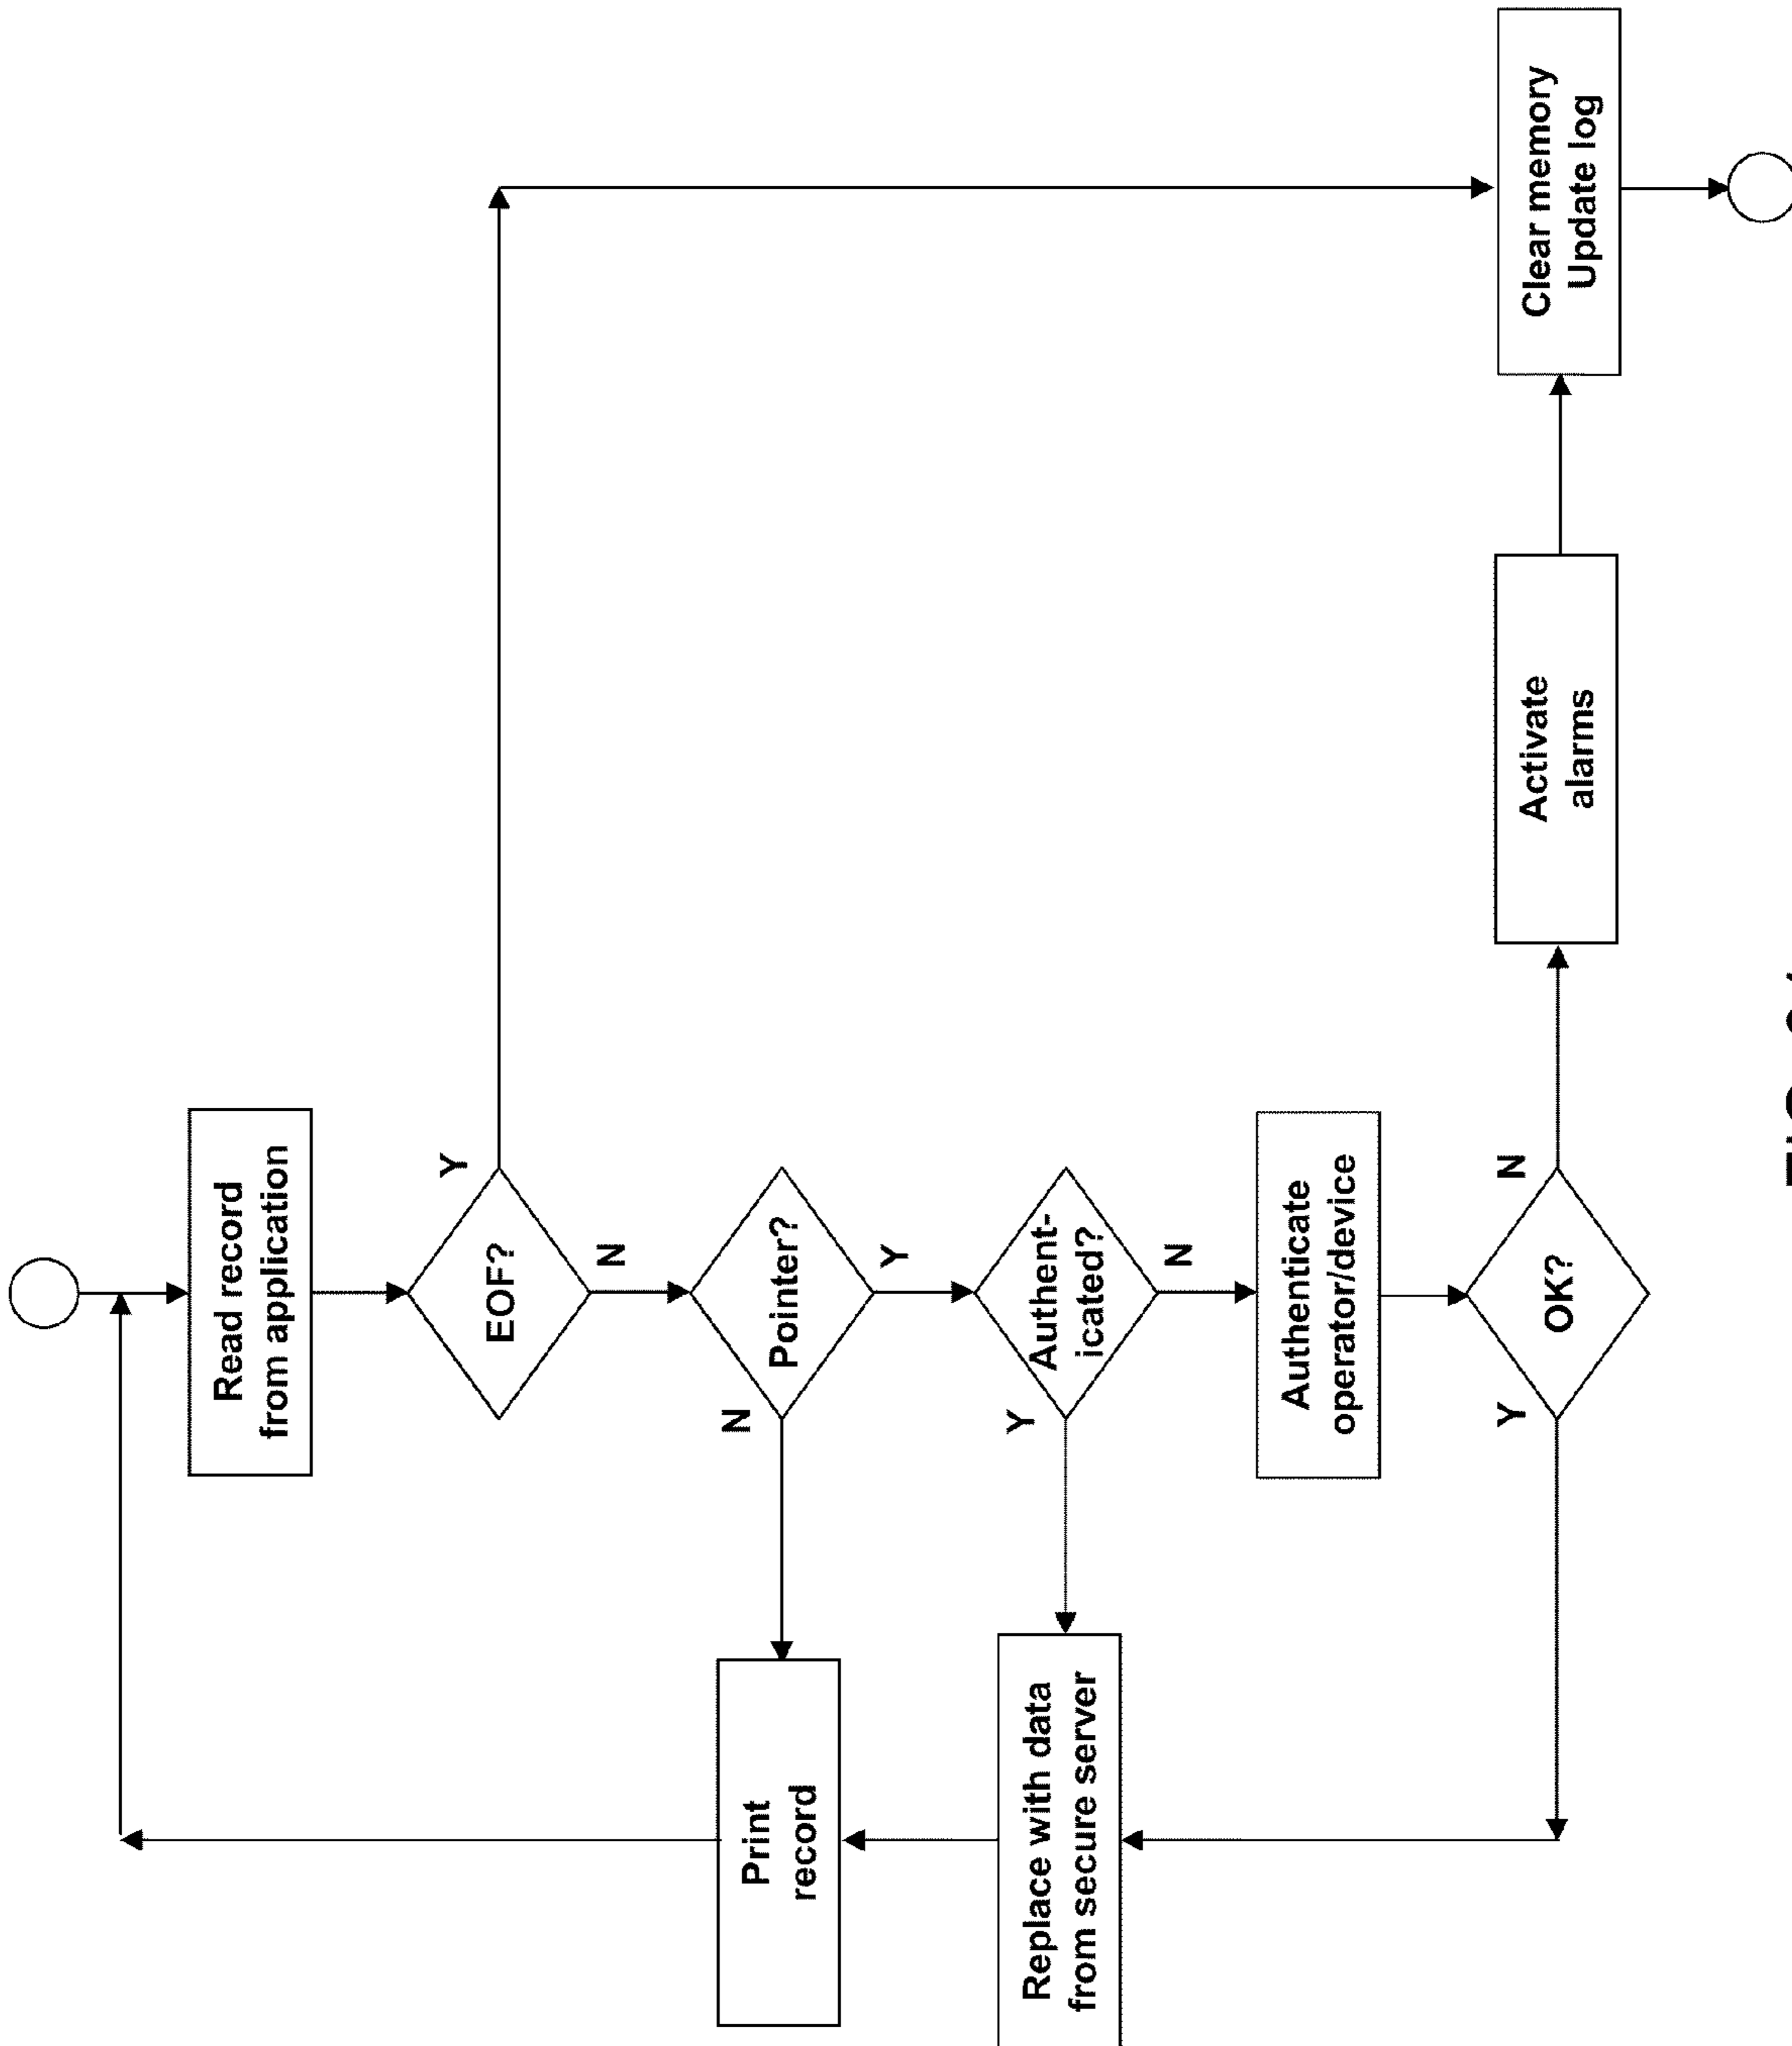 Read record
from application
EOF?
Y
N
Pointer?
N
Y
Print
record
Authent-
icated?
Y
N
Replace with data
from secure server
Authenticate
operator/device
OK?
Y
N
Activate
alarms
Clear memory
Update log
FIG.